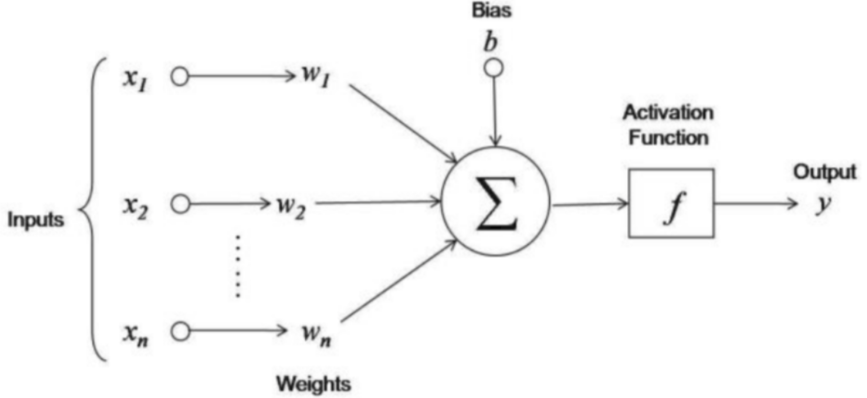 Bias
b
x₁ w₁
Activation
Function
Σ
f
Output
y
Inputs
x₂ w₂
xₙ wₙ
Weights